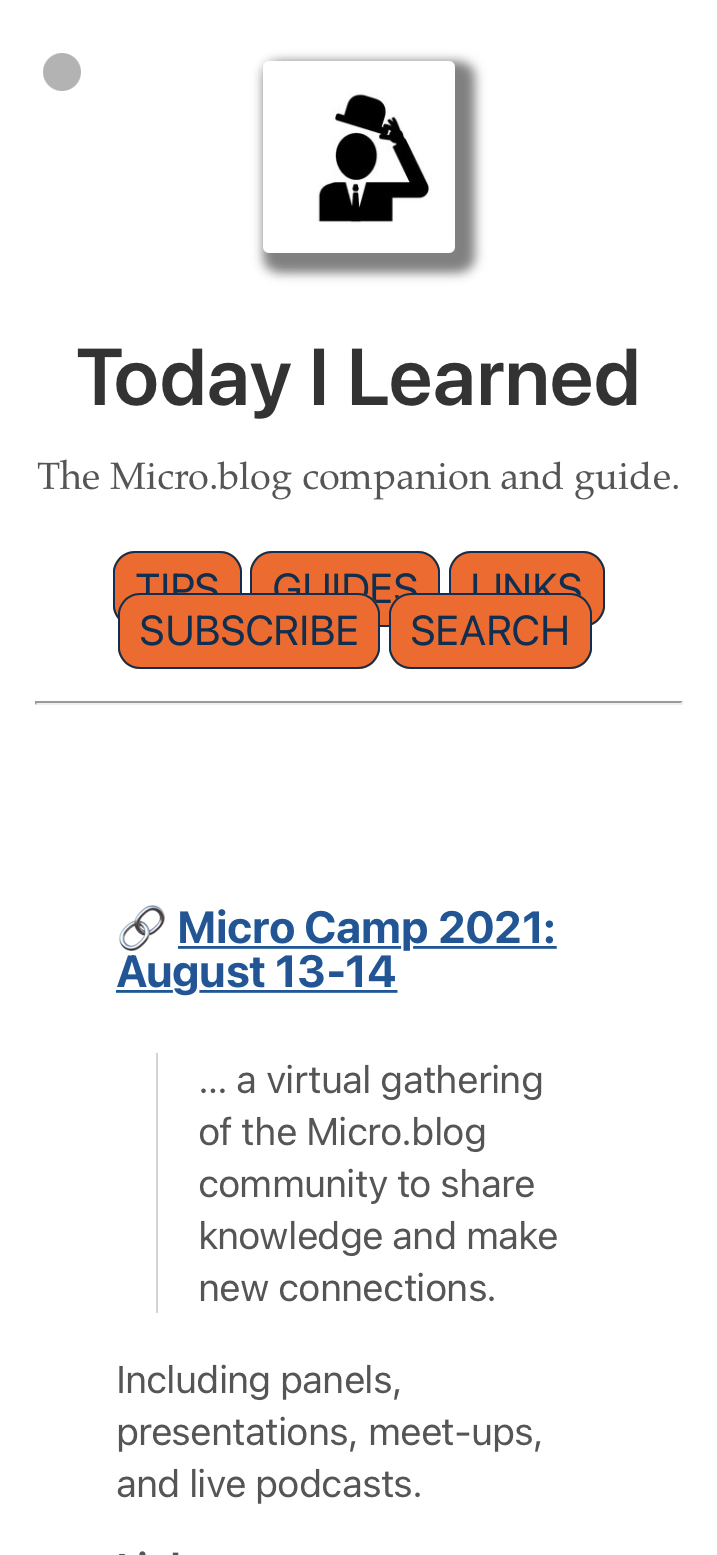 Today I Learned
The Micro.blog companion and guide.
TIPS GUIDES LINKS
SUBSCRIBE SEARCH
🔗 Micro Camp 2021:
August 13-14
... a virtual gathering
of the Micro.blog
community to share
knowledge and make
new connections.
Including panels,
presentations, meet-ups,
and live podcasts.